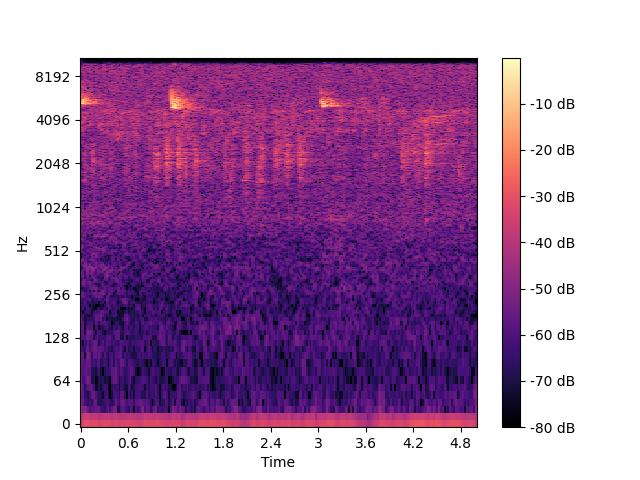 8192
4096
2048
1024
512
256
128
64
0
Hz
0 0.6 1.2 1.8 2.4 3 3.6 4.2 4.8
Time
-10 dB
-20 dB
-30 dB
-40 dB
-50 dB
-60 dB
-70 dB
-80 dB